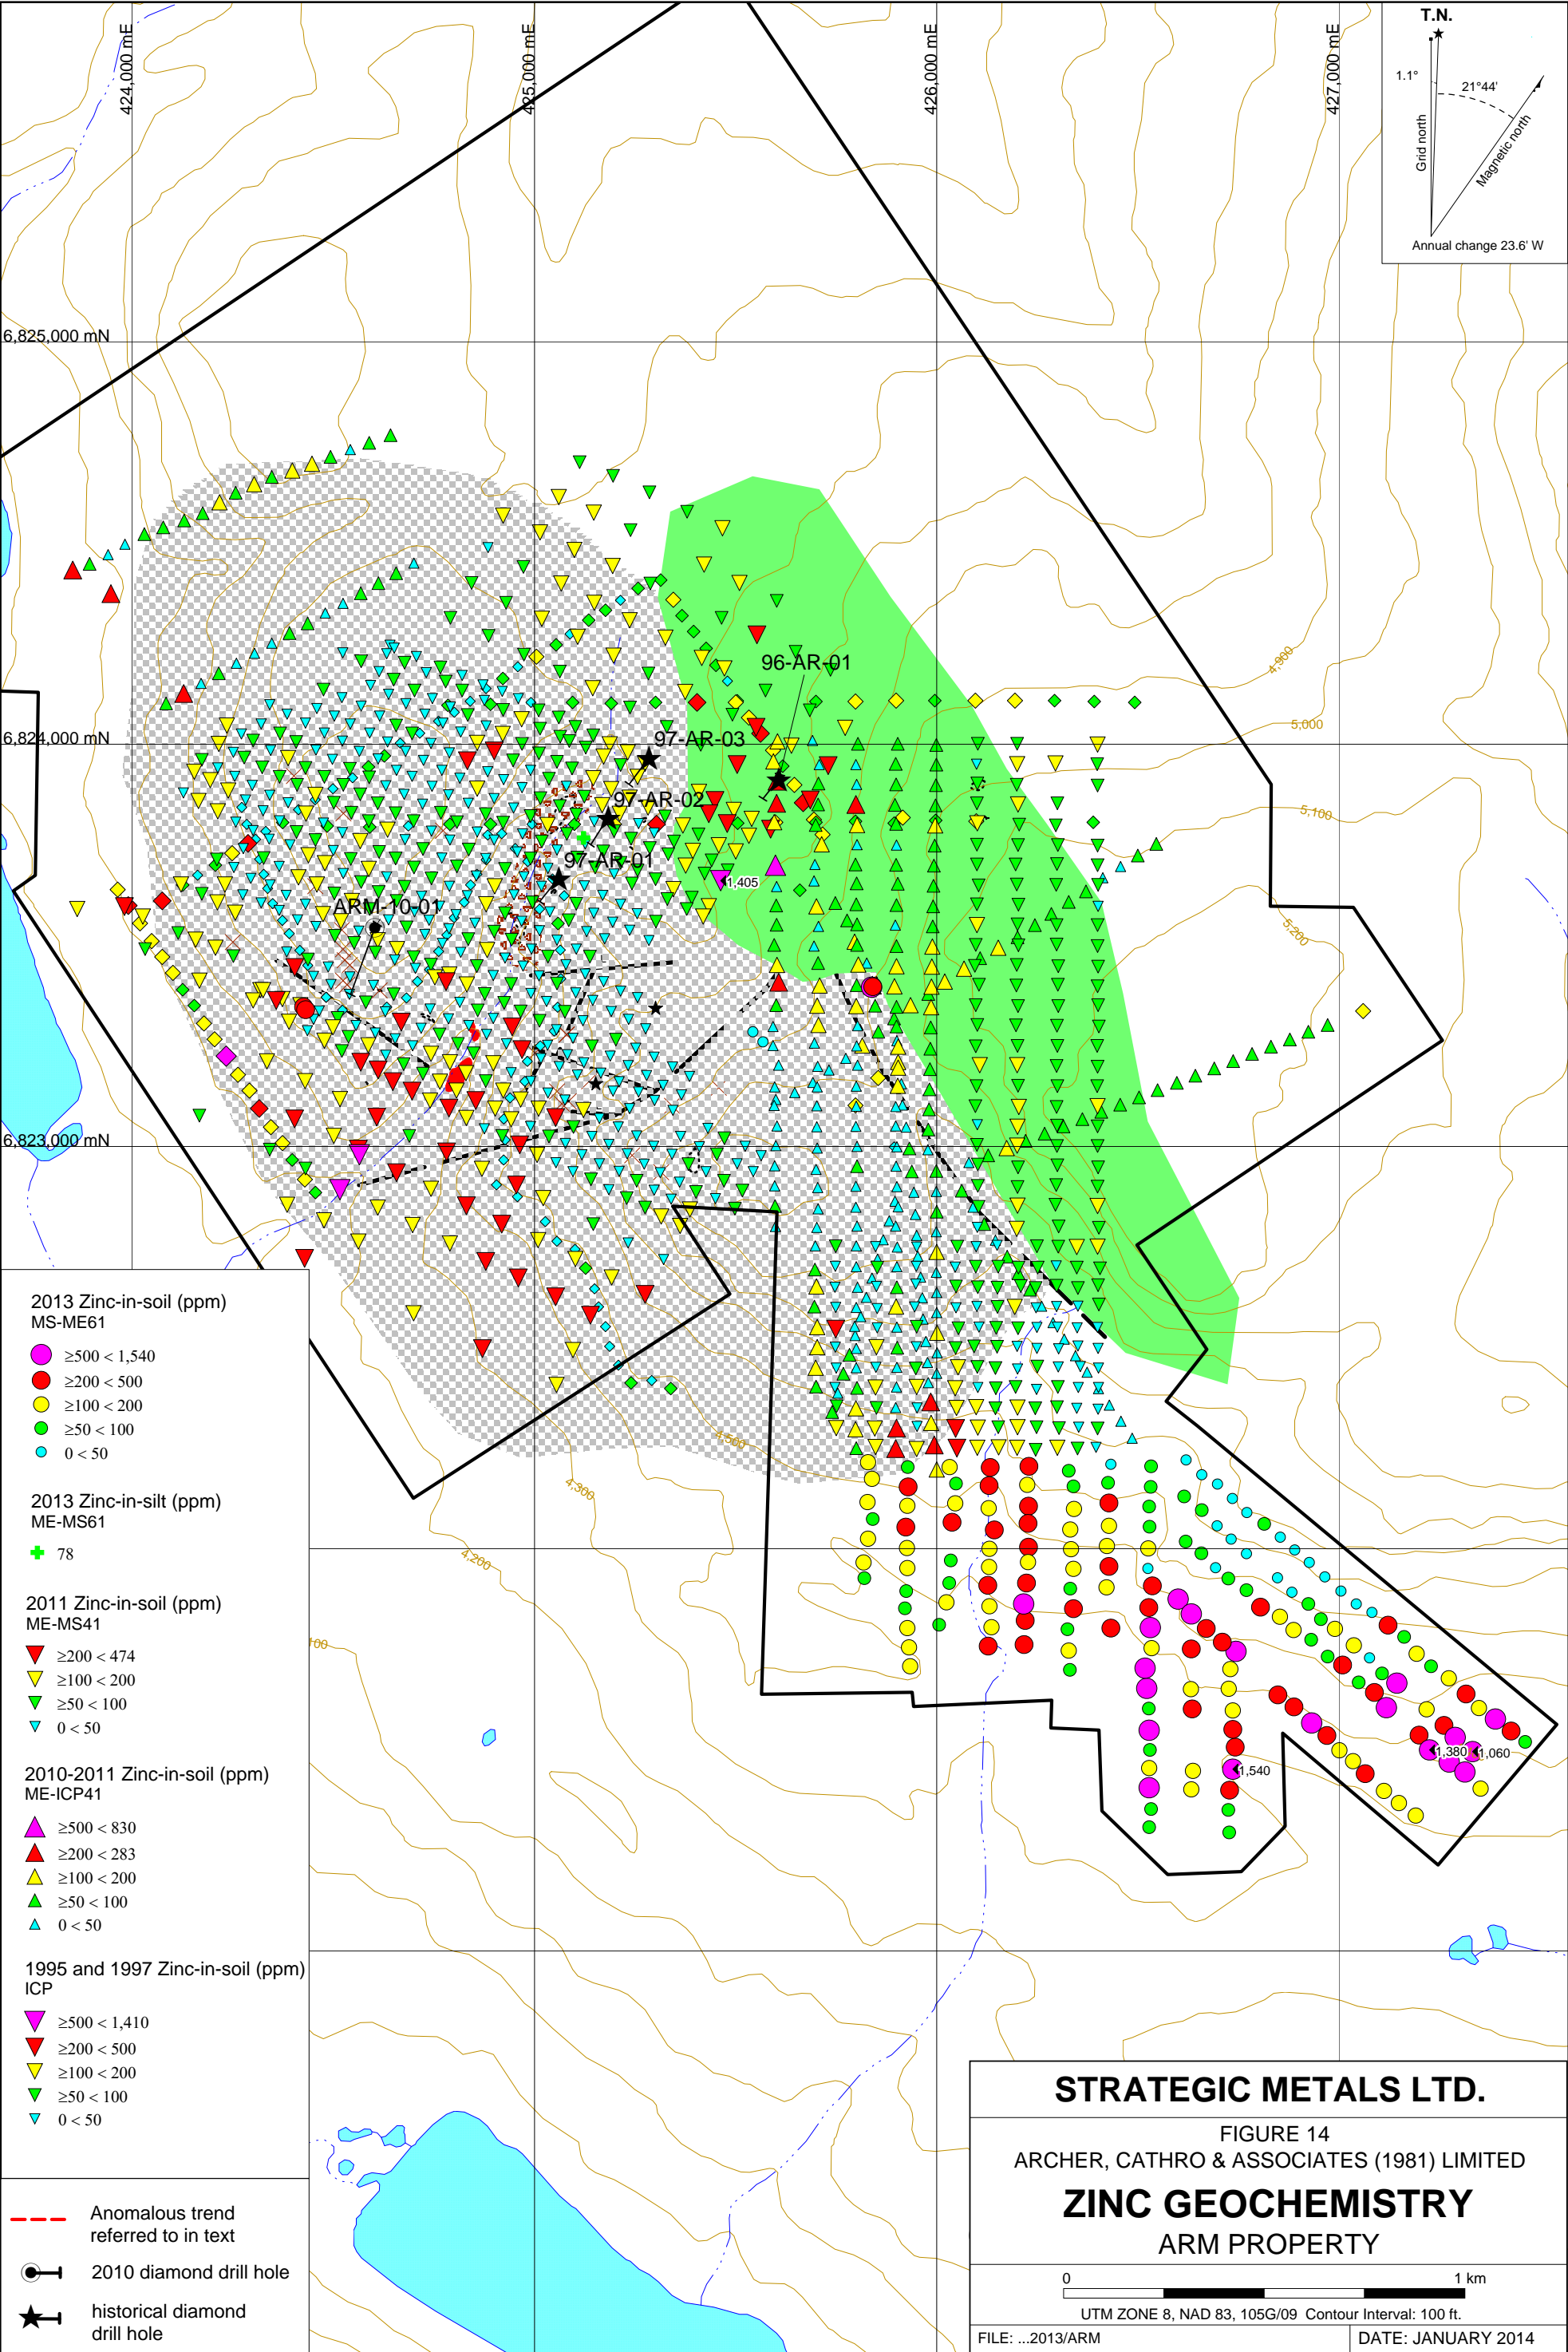 424,000 mE
425,000 mE
426,000 mE
427,000 mE
T.N.
1.1°
21°44'
Grid north
Magnetic north
Annual change 23.6' W
6,825,000 mN
6,824,000 mN
6,823,000 mN
96-AR-01
97-AR-03
97-AR-02
97-AR-01
ARM-10-01
1,405
4,900
5,000
5,100
5,200
4,500
4,300
4,200
100
1,380
1,060
1,540
2013 Zinc-in-soil (ppm)
MS-ME61
≥500 < 1,540
≥200 < 500
≥100 < 200
≥50 < 100
0 < 50
2013 Zinc-in-silt (ppm)
ME-MS61
78
2011 Zinc-in-soil (ppm)
ME-MS41
≥200 < 474
≥100 < 200
≥50 < 100
0 < 50
2010-2011 Zinc-in-soil (ppm)
ME-ICP41
≥500 < 830
≥200 < 283
≥100 < 200
≥50 < 100
0 < 50
1995 and 1997 Zinc-in-soil (ppm)
ICP
≥500 < 1,410
≥200 < 500
≥100 < 200
≥50 < 100
0 < 50
Anomalous trend
referred to in text
2010 diamond drill hole
historical diamond
drill hole
STRATEGIC METALS LTD.
FIGURE 14
ARCHER, CATHRO & ASSOCIATES (1981) LIMITED
ZINC GEOCHEMISTRY
ARM PROPERTY
0 1 km
UTM ZONE 8, NAD 83, 105G/09 Contour Interval: 100 ft.
FILE: ...2013/ARM
DATE: JANUARY 2014